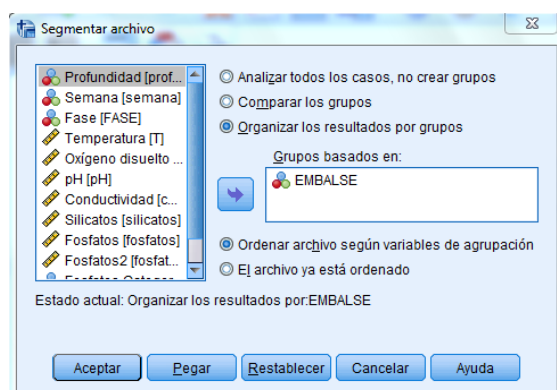 Segmentar archivo
Profundidad [prof...
Semana [semana]
Fase [FASE]
Temperatura [T]
Oxígeno disuelto ...
pH [pH]
Conductividad [c...
Silicatos [silicatos]
Fosfatos [fosfatos]
Fosfatos2 [fosfat...
Analizar todos los casos, no crear grupos
Comparar los grupos
Organizar los resultados por grupos
Grupos basados en:
EMBALSE
Ordenar archivo según variables de agrupación
El archivo ya está ordenado
Estado actual: Organizar los resultados por:EMBALSE
Aceptar Pegar Restablecer Cancelar Ayuda